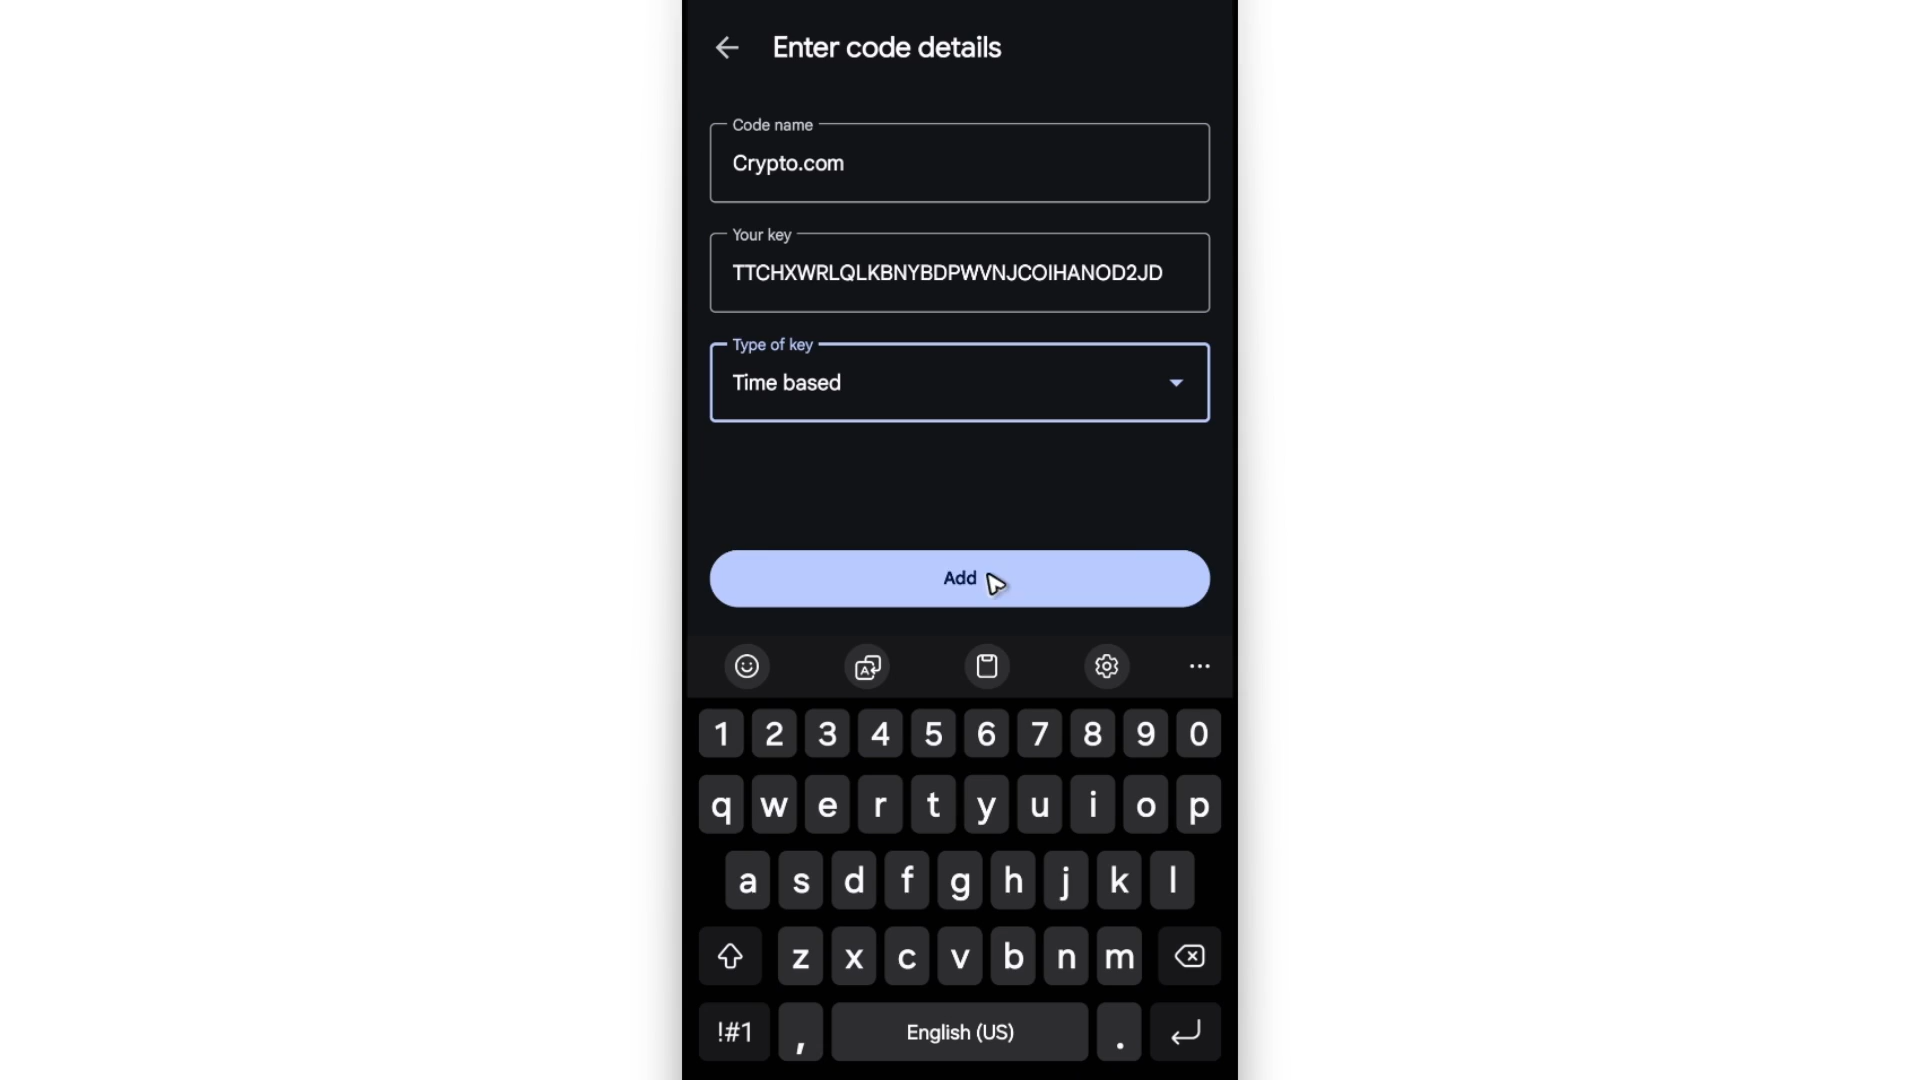 Enter code details
Code name
Crypto.com
Your key
TTCHXWRLQLKBNYBDPWVNJCOIHANOD2JD
Type of key
Time based
Add
1 2 3 4 5 6 7 8 9 0
q w e r t y u i o p
a s d f g h j k l
z x c v b n m
!#1 , English (US) .